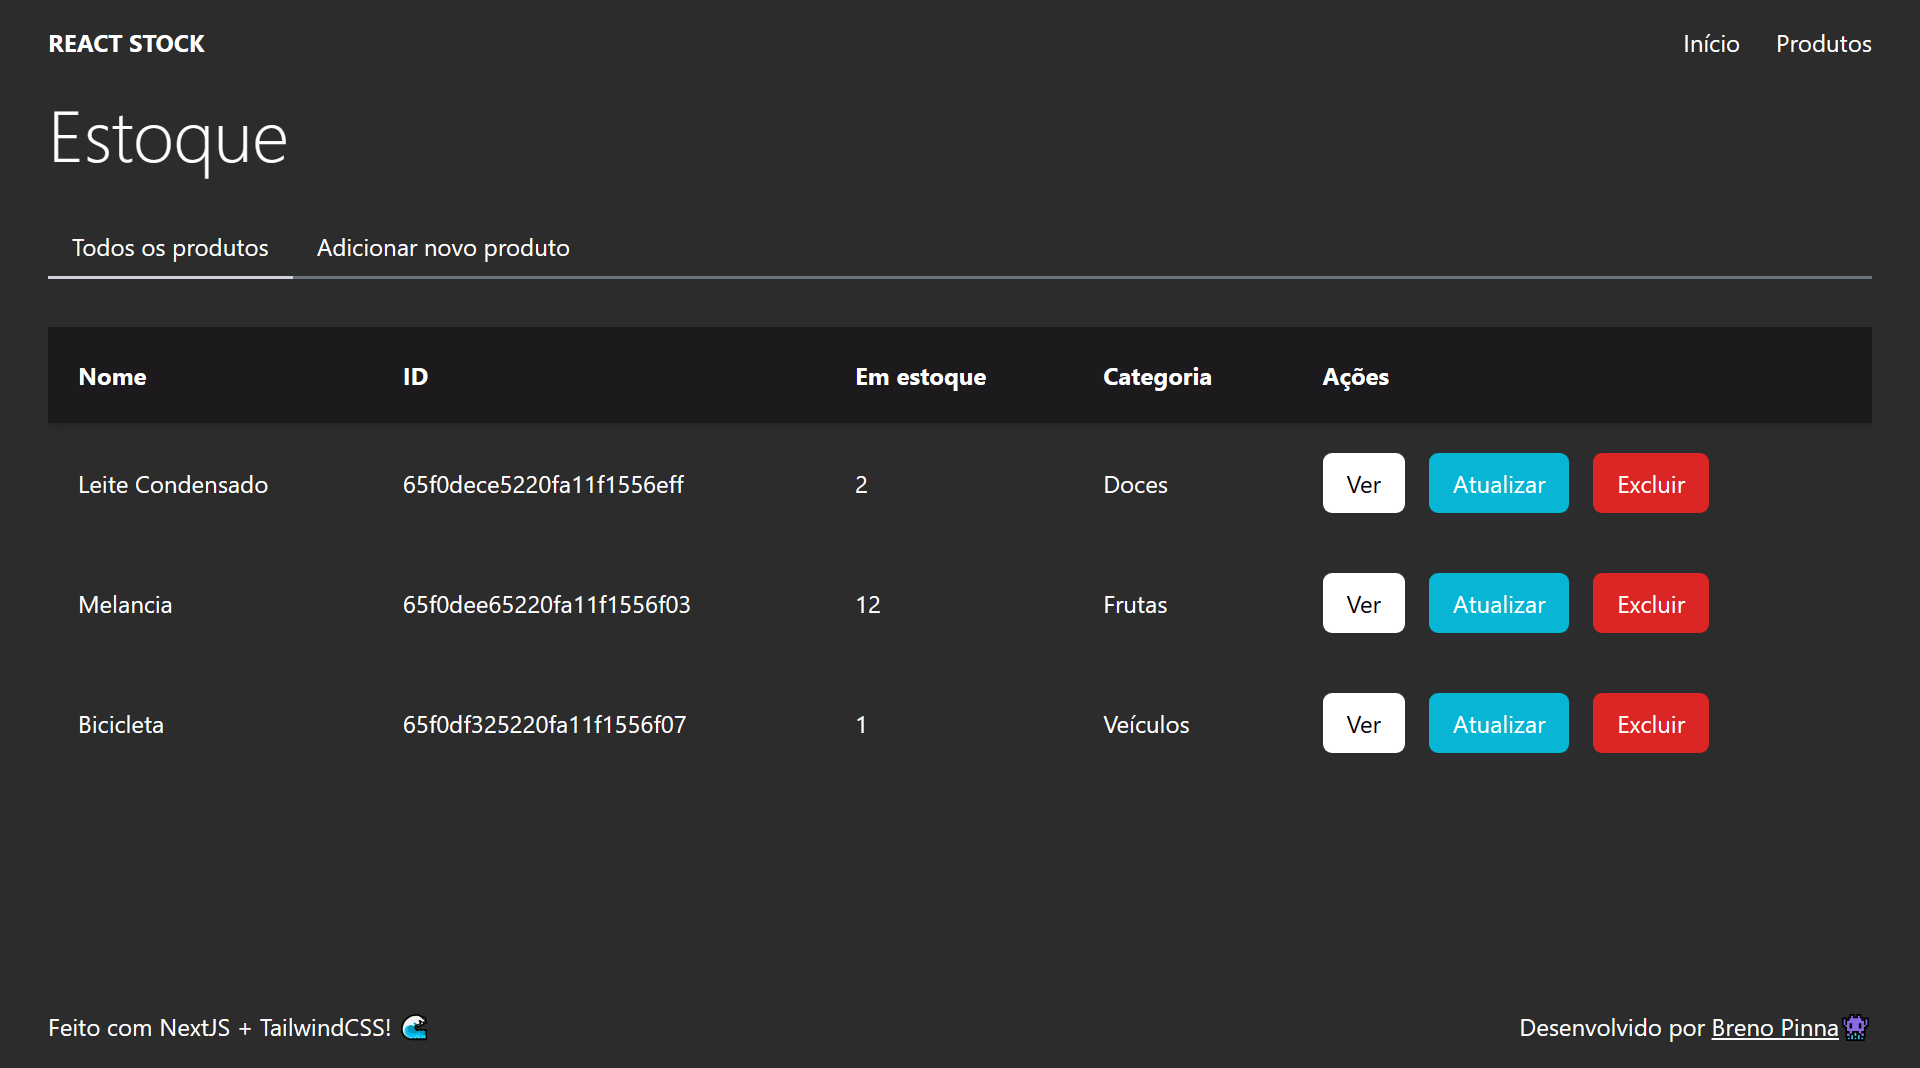 REACT STOCK Início Produtos
Estoque
Todos os produtos Adicionar novo produto
Nome ID Em estoque Categoria Ações
Leite Condensado 65f0dece5220fa11f1556eff 2 Doces Ver Atualizar Excluir
Melancia 65f0dee65220fa11f1556f03 12 Frutas Ver Atualizar Excluir
Bicicleta 65f0df325220fa11f1556f07 1 Veículos Ver Atualizar Excluir
Feito com NextJS + TailwindCSS! 🌊 Desenvolvido por Breno Pinna👾